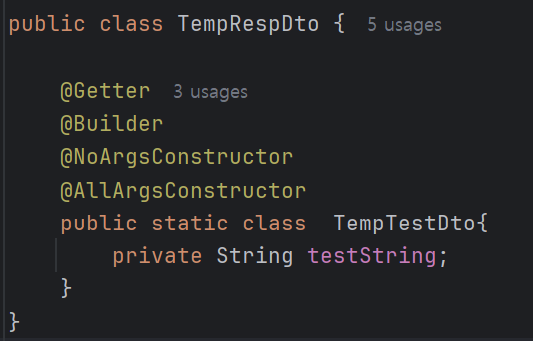 public class TempRespDto { 5 usages
@Getter 3 usages
@Builder
@NoArgsConstructor
@AllArgsConstructor
public static class TempTestDto{
private String testString;
}
}